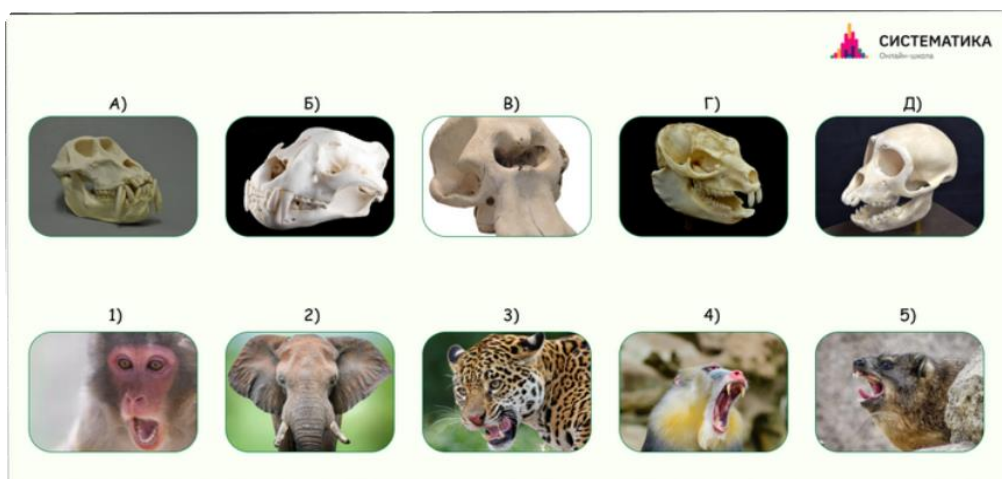 СИСТЕМАТИКА
Онлайн-школа
А) Б) В) Г) Д)
1) 2) 3) 4) 5)